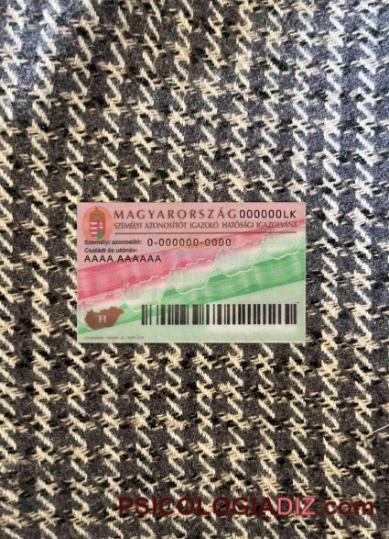 MAGYARORSZÁG 000000LK
SZEMÉLYI AZONOSÍTÓT IGAZOLÓ HATÓSÁGI IGAZOLVÁNY
Személyi azonosító: 0-000000-0000
Családi és utónév:
AAAA AAAAAA
H
PSICOLOGIADIZ.com